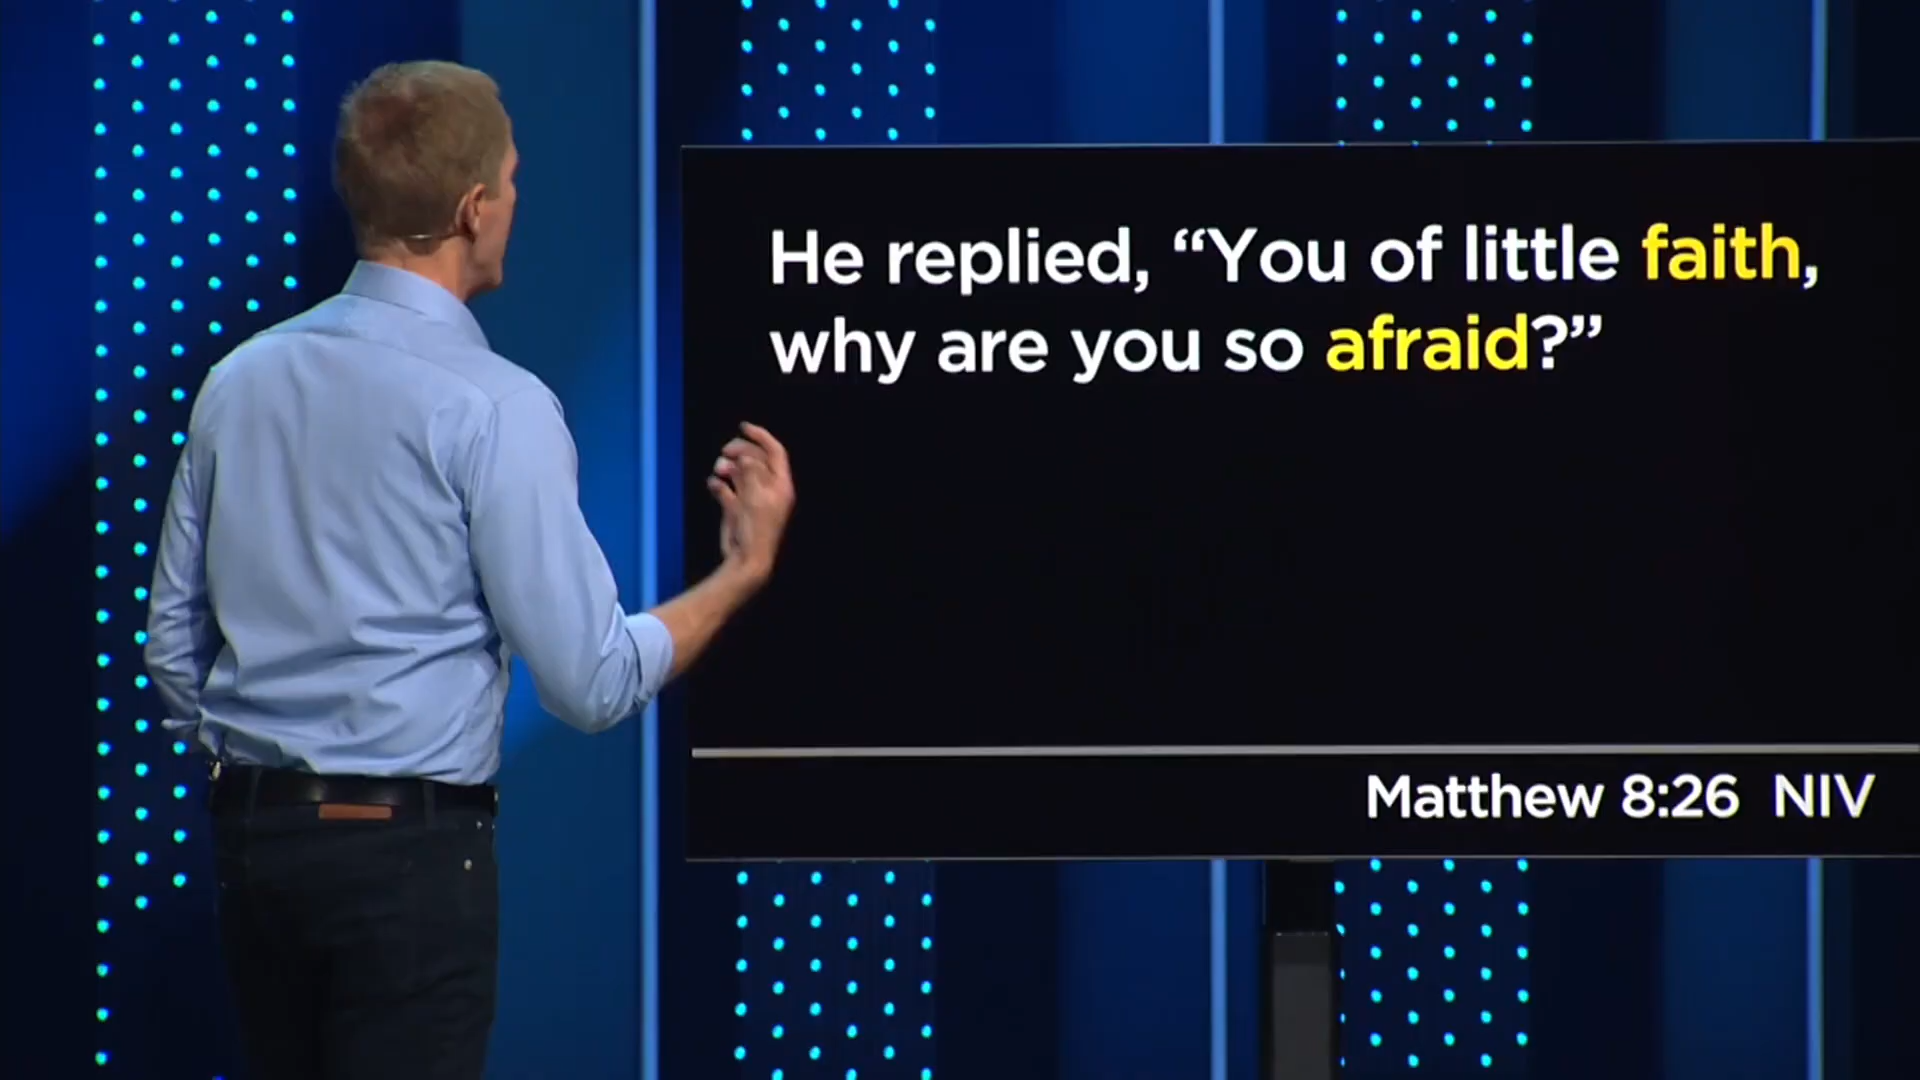 He replied, “You of little faith,
why are you so afraid?”
Matthew 8:26 NIV